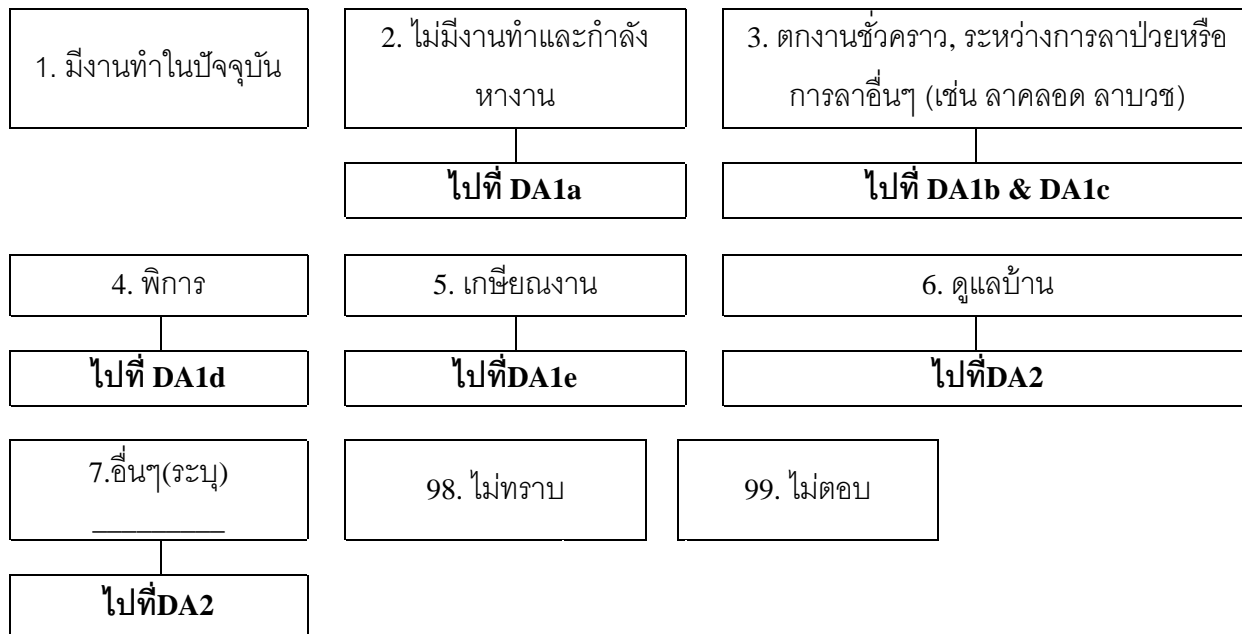 1. มีงานทำในปัจจุบัน
2. ไม่มีงานทำและกำลัง
หางาน
3. ตกงานชั่วคราว, ระหว่างการลาป่วยหรือ
การลาอื่นๆ (เช่น ลาคลอด ลาบวช)
ไปที่ DA1a
ไปที่ DA1b & DA1c
4. พิการ
5. เกษียณงาน
6. ดูแลบ้าน
ไปที่ DA1d
ไปที่DA1e
ไปที่DA2
7.อื่นๆ(ระบุ)
__________
98. ไม่ทราบ
99. ไม่ตอบ
ไปที่DA2